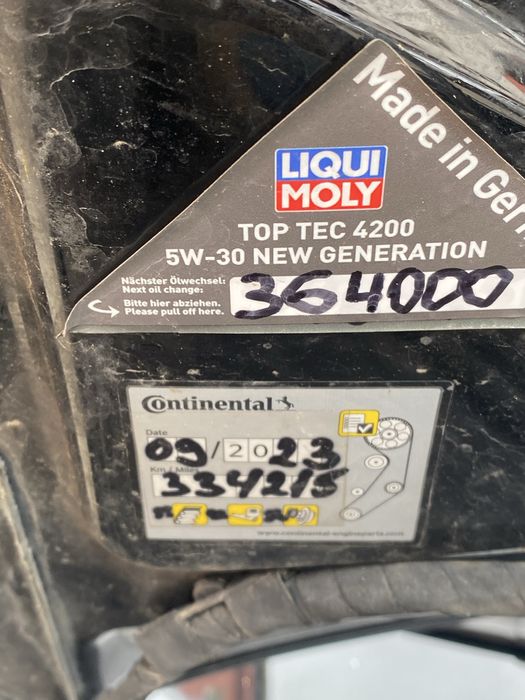 Made in Ger
LIQUI
MOLY
TOP TEC 4200
5W-30 NEW GENERATION
Nächster Ölwechsel:
Next oil change:
364000
Bitte hier abziehen.
Please pull off here.
Continental
Date
09/2023
Km / Miles
334215
www.continental-engineparts.com